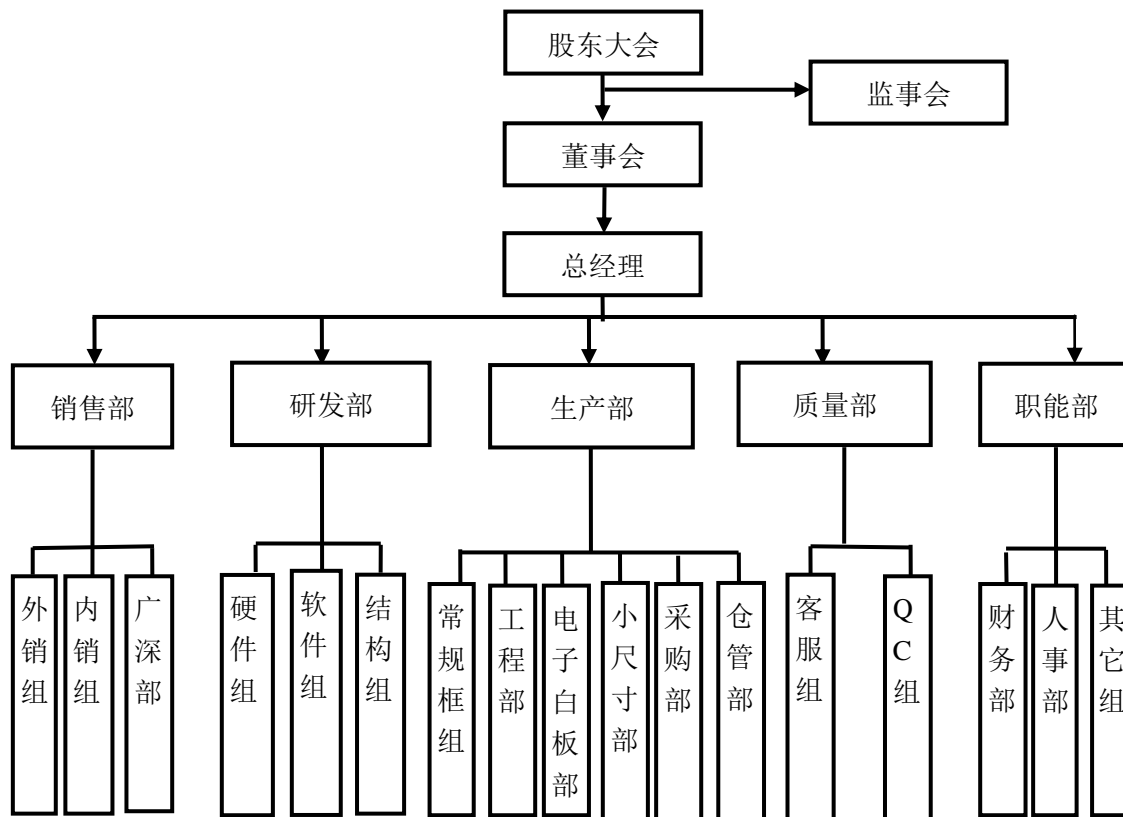 股东大会
监事会
董事会
总经理
销售部
研发部
生产部
质量部
职能部
外销组
内销组
广深部
硬件组
软件组
结构组
常规框组
工程部
电子白板部
小尺寸部
采购部
仓管部
客服组
QC组
财务部
人事部
其它组